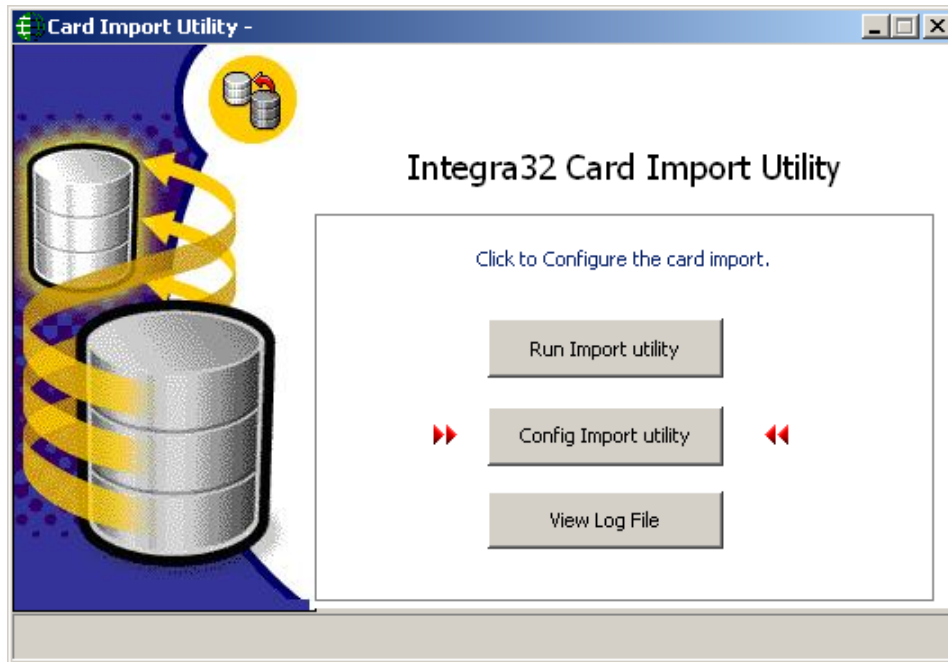 Card Import Utility -
Integra32 Card Import Utility
Click to Configure the card import.
Run Import utility
Config Import utility
View Log File